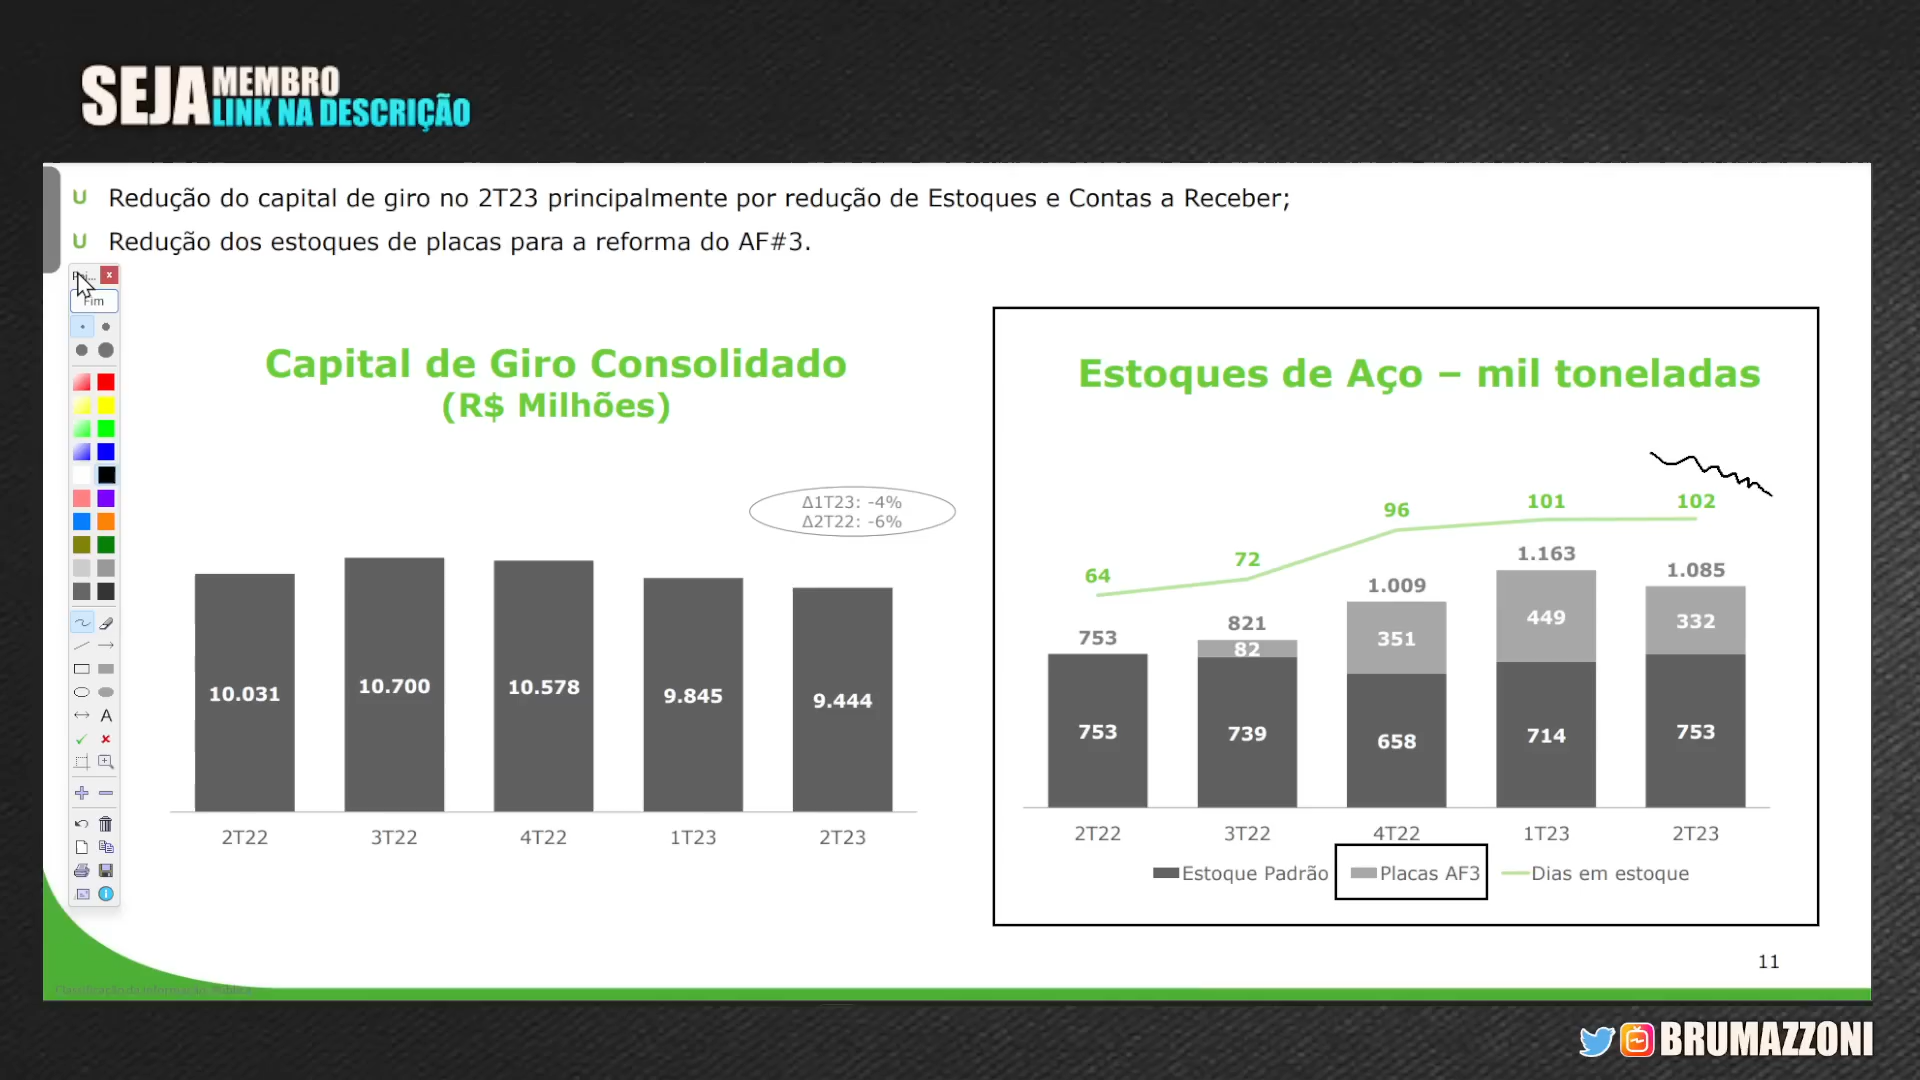 SEJA MEMBRO
LINK NA DESCRIÇÃO
Redução do capital de giro no 2T23 principalmente por redução de Estoques e Contas a Receber;
Redução dos estoques de placas para a reforma do AF#3.
Fim
A
Capital de Giro Consolidado
(R$ Milhões)
Δ1T23: -4%
Δ2T22: -6%
10.031
10.700
10.578
9.845
9.444
2T22
3T22
4T22
1T23
2T23
Estoques de Aço – mil toneladas
64
72
96
101
102
753
821
1.009
1.163
1.085
82
351
449
332
753
739
658
714
753
2T22
3T22
4T22
1T23
2T23
Estoque Padrão
Placas AF3
Dias em estoque
11
BRUMAZZONI